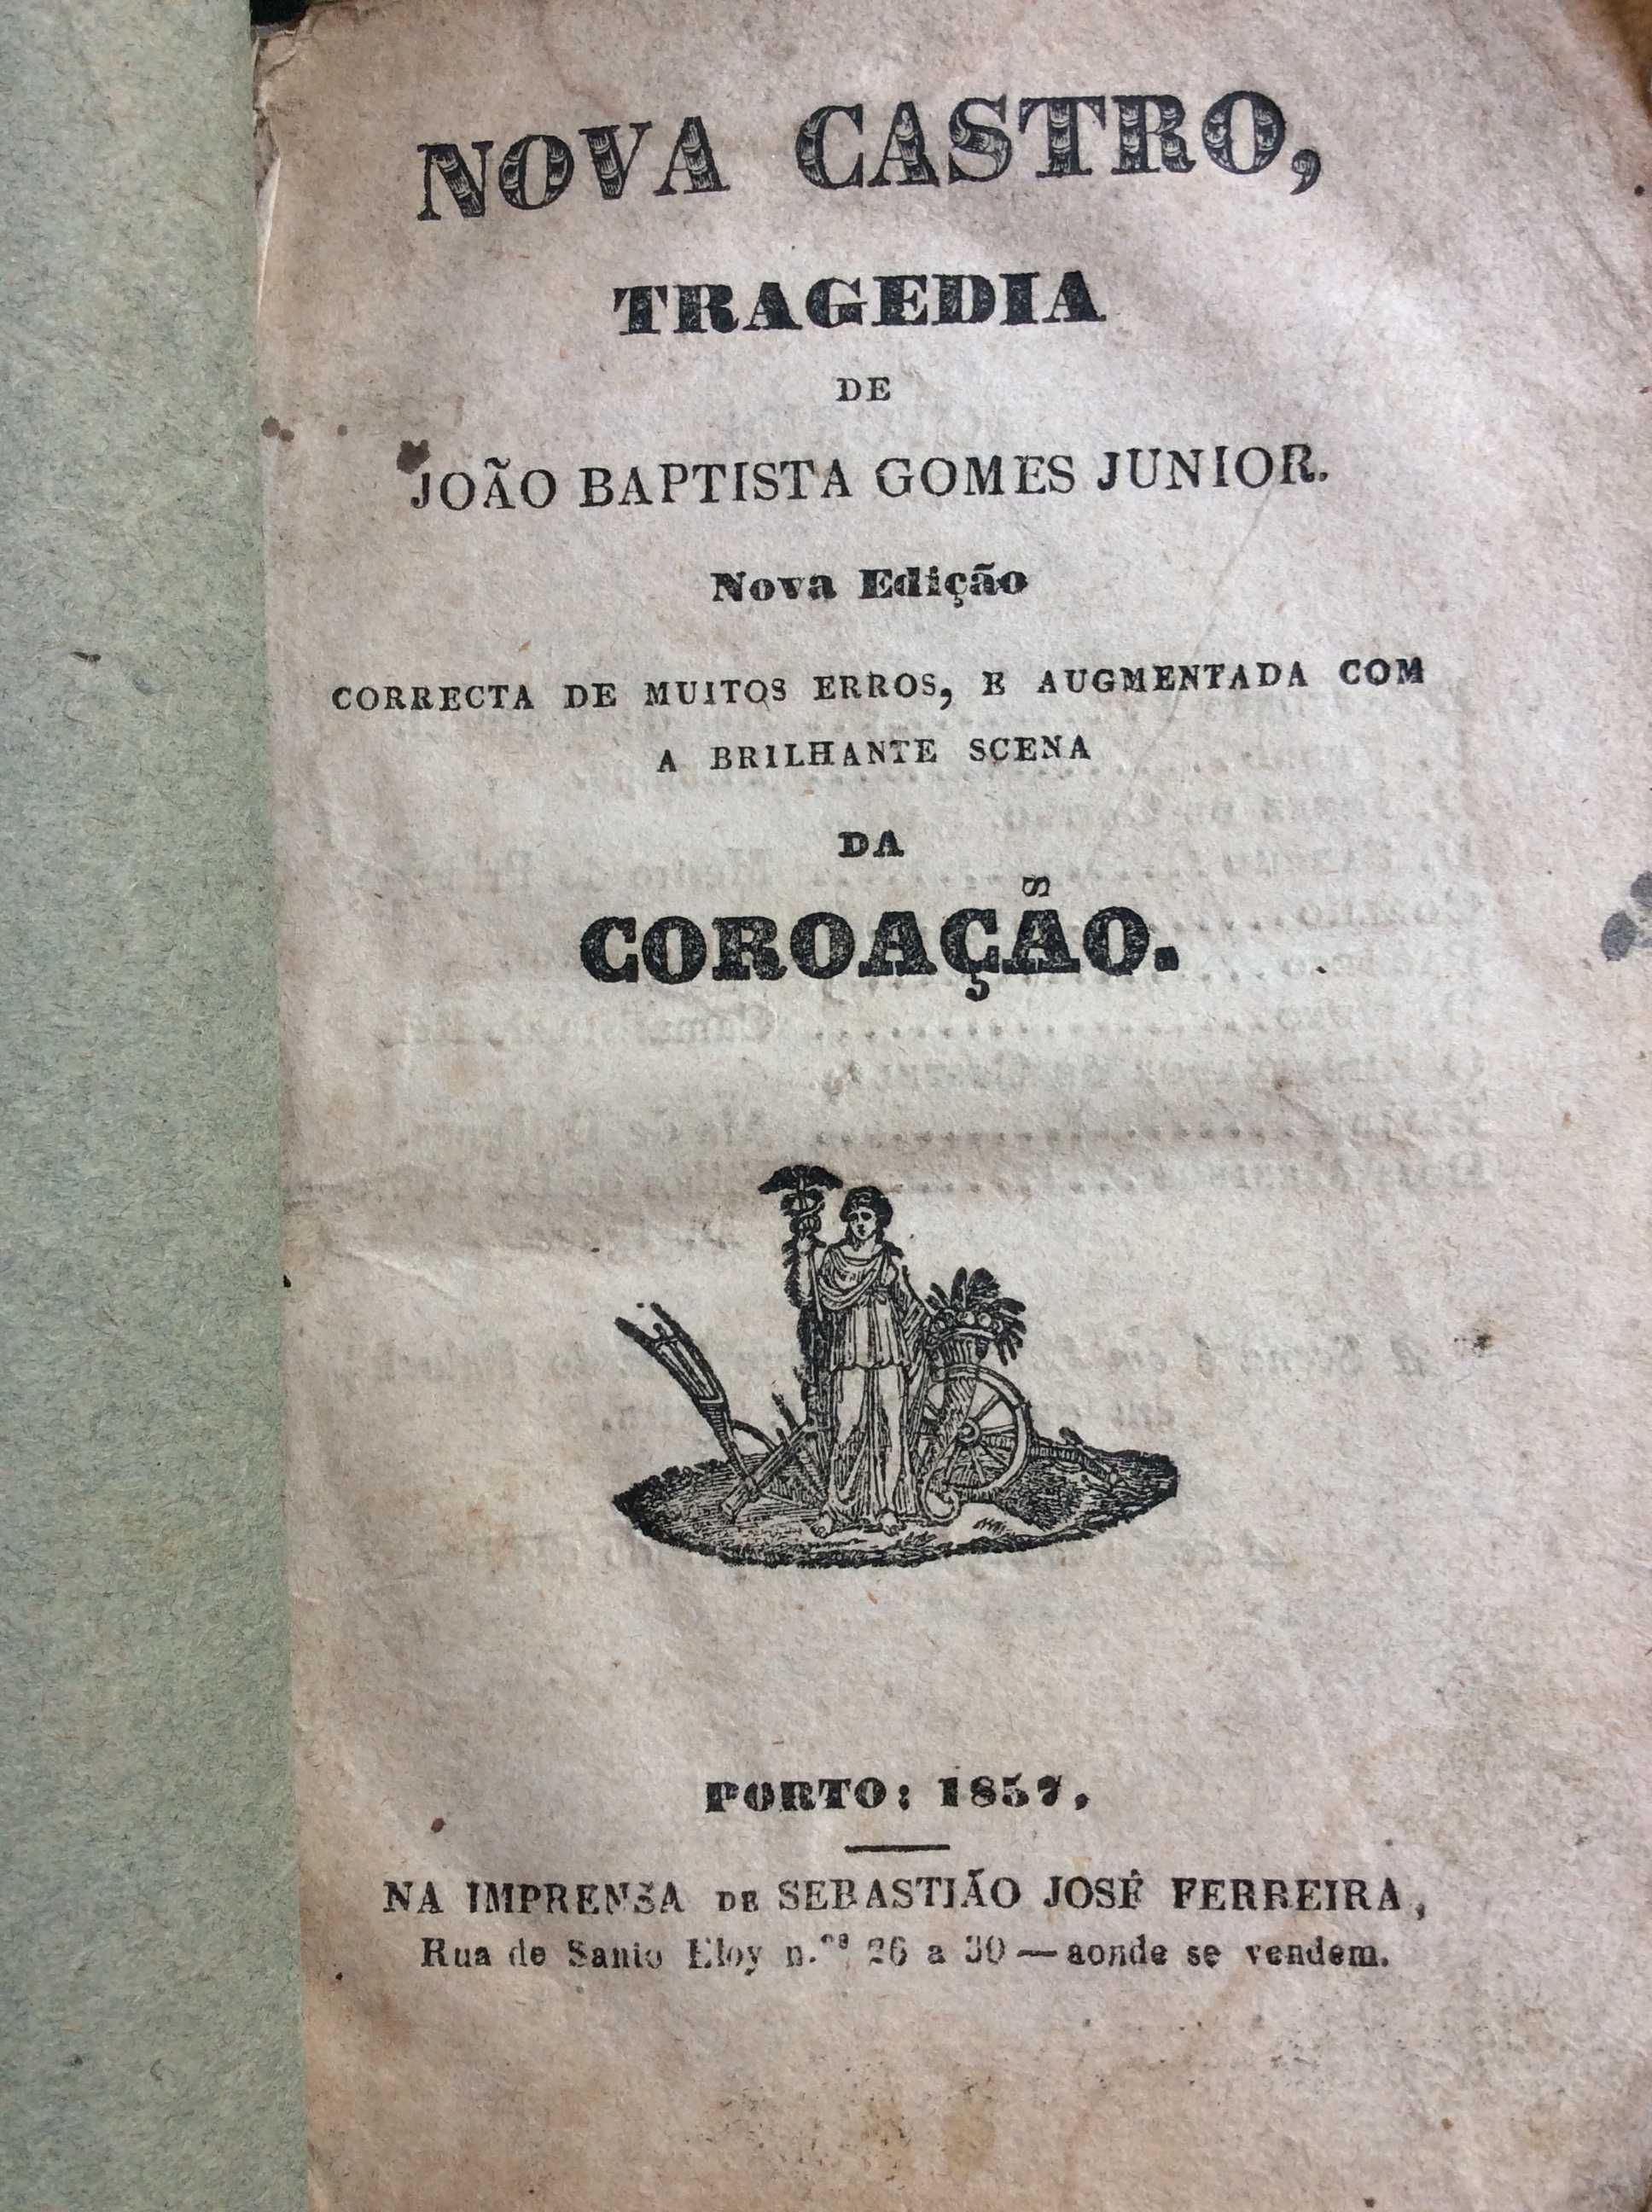 NOVA CASTRO,
TRAGEDIA
DE
JOÃO BAPTISTA GOMES JUNIOR.
Nova Edição
CORRECTA DE MUITOS ERROS, E AUGMENTADA COM
A BRILHANTE SCENA
DA
COROAÇÃO.
PORTO: 1857.
NA IMPRENSA DE SEBASTIÃO JOSÉ FERREIRA,
Rua de Santo Eloy n.ºˢ 26 a 30 — aonde se vendem.